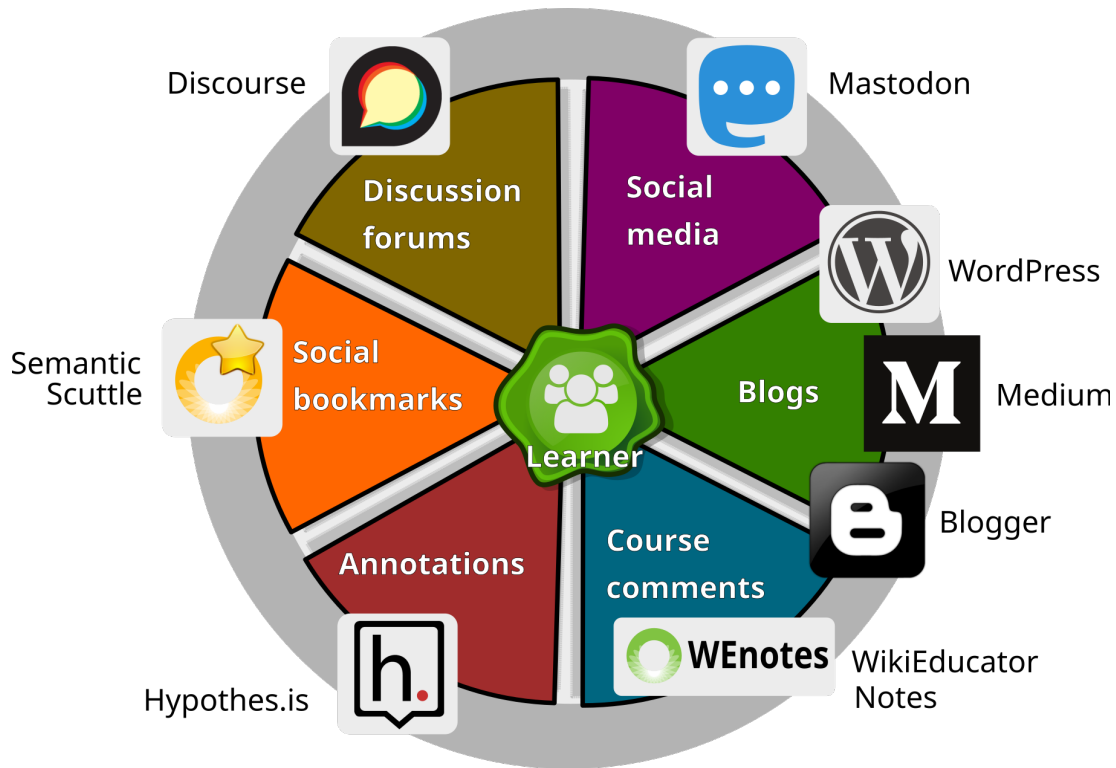 Discourse
Mastodon
Discussion
forums
Social
media
WordPress
Semantic
Scuttle
Social
bookmarks
Blogs
M
Medium
Learner
Blogger
Annotations
Course
comments
h.
Hypothes.is
WEnotes
WikiEducator
Notes